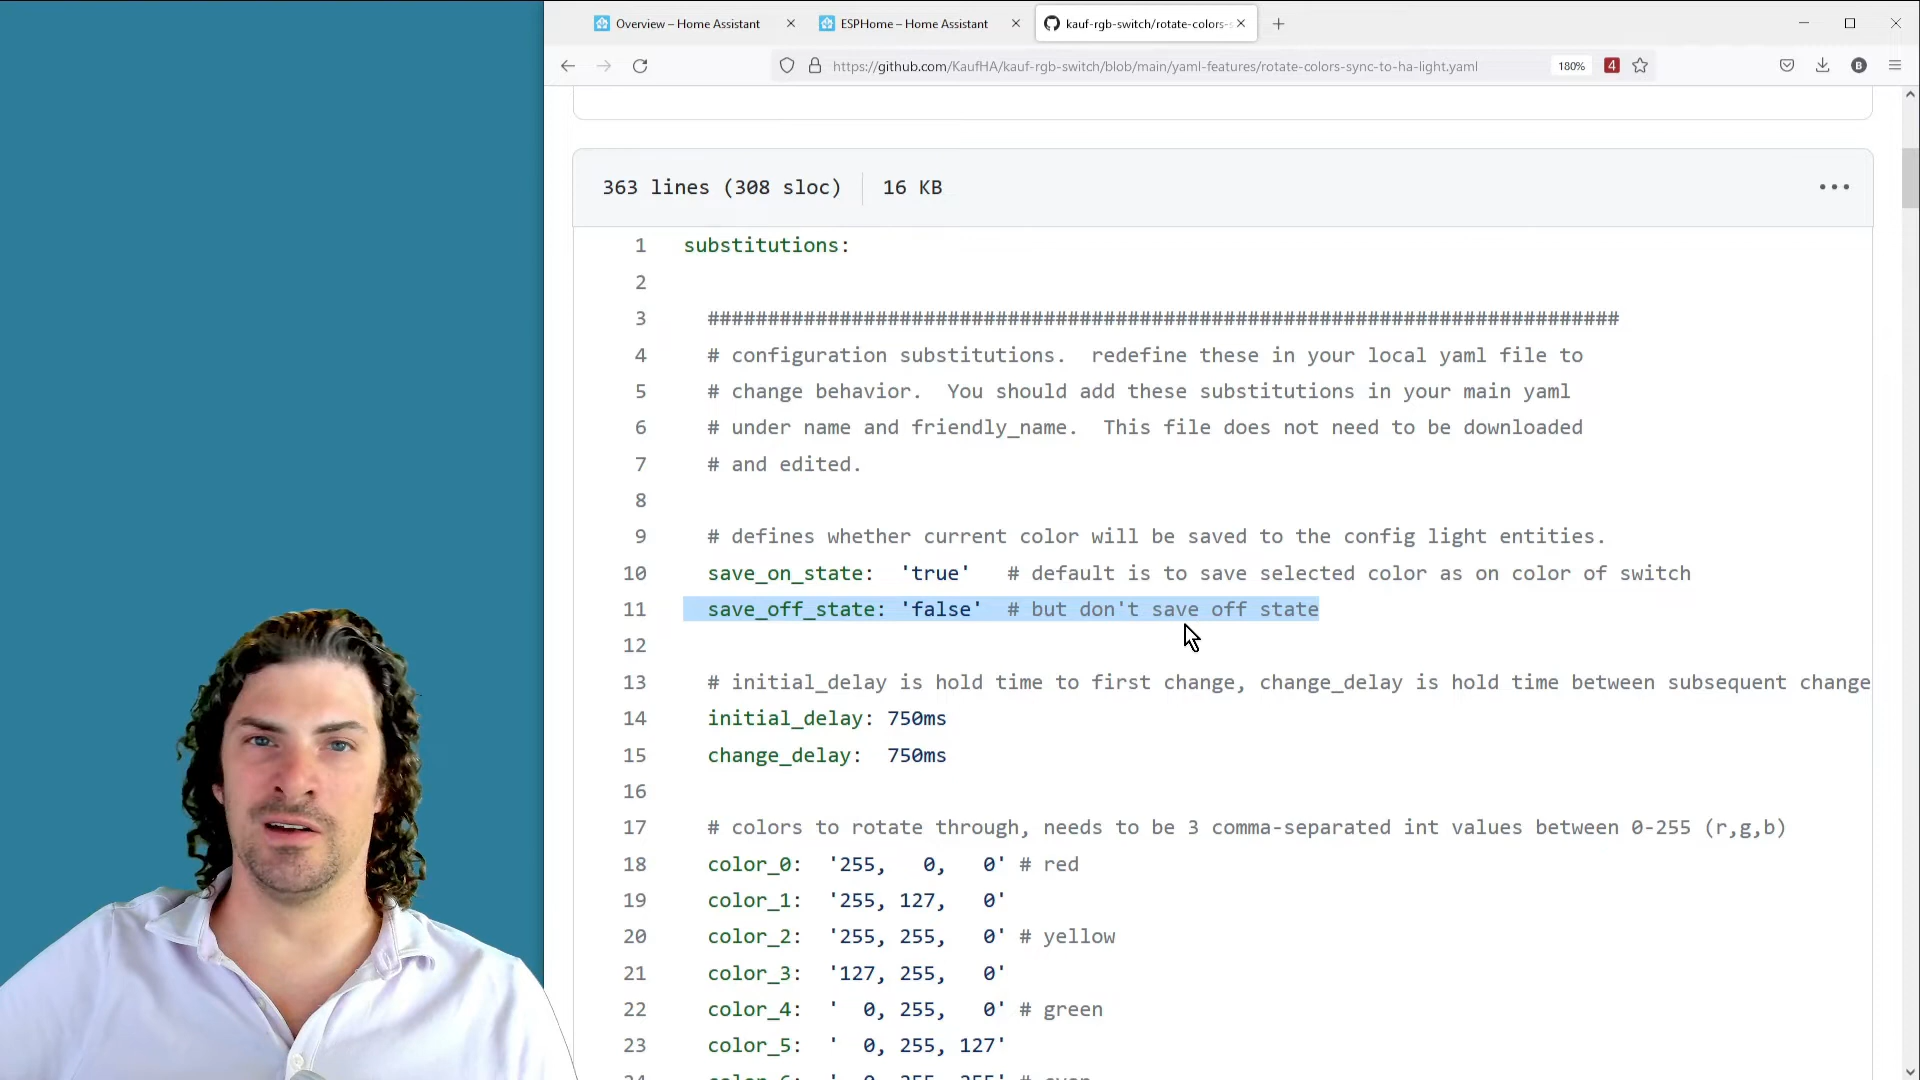 Overview – Home Assistant
ESPHome – Home Assistant
kauf-rgb-switch/rotate-colors-
https://github.com/KaufHA/kauf-rgb-switch/blob/main/yaml-features/rotate-colors-sync-to-ha-light.yaml
180%
4
B
363 lines (308 sloc)
16 KB
1 substitutions:
2
3 ############################################################################
4 # configuration substitutions.  redefine these in your local yaml file to
5 # change behavior.  You should add these substitutions in your main yaml
6 # under name and friendly_name.  This file does not need to be downloaded
7 # and edited.
8
9 # defines whether current color will be saved to the config light entities.
10 save_on_state:  'true'   # default is to save selected color as on color of switch
11 save_off_state: 'false'  # but don't save off state
12
13 # initial_delay is hold time to first change, change_delay is hold time between subsequent change
14 initial_delay: 750ms
15 change_delay:  750ms
16
17 # colors to rotate through, needs to be 3 comma-separated int values between 0-255 (r,g,b)
18 color_0:  '255,   0,   0' # red
19 color_1:  '255, 127,   0'
20 color_2:  '255, 255,   0' # yellow
21 color_3:  '127, 255,   0'
22 color_4:  '  0, 255,   0' # green
23 color_5:  '  0, 255, 127'